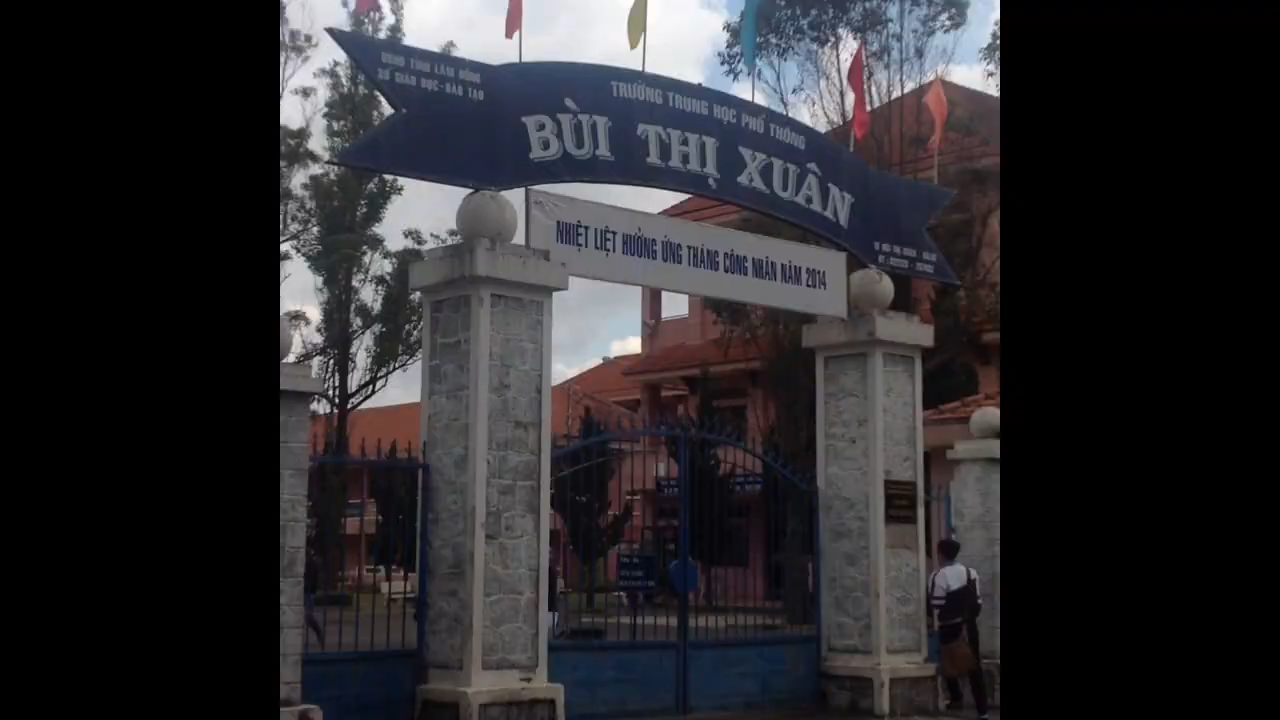 UBND TỈNH LÂM ĐỒNG
SỞ GIÁO DỤC-ĐÀO TẠO
TRƯỜNG TRUNG HỌC PHỔ THÔNG
BÙI THỊ XUÂN
NHIỆT LIỆT HƯỞNG ỨNG THÁNG CÔNG NHÂN NĂM 2014